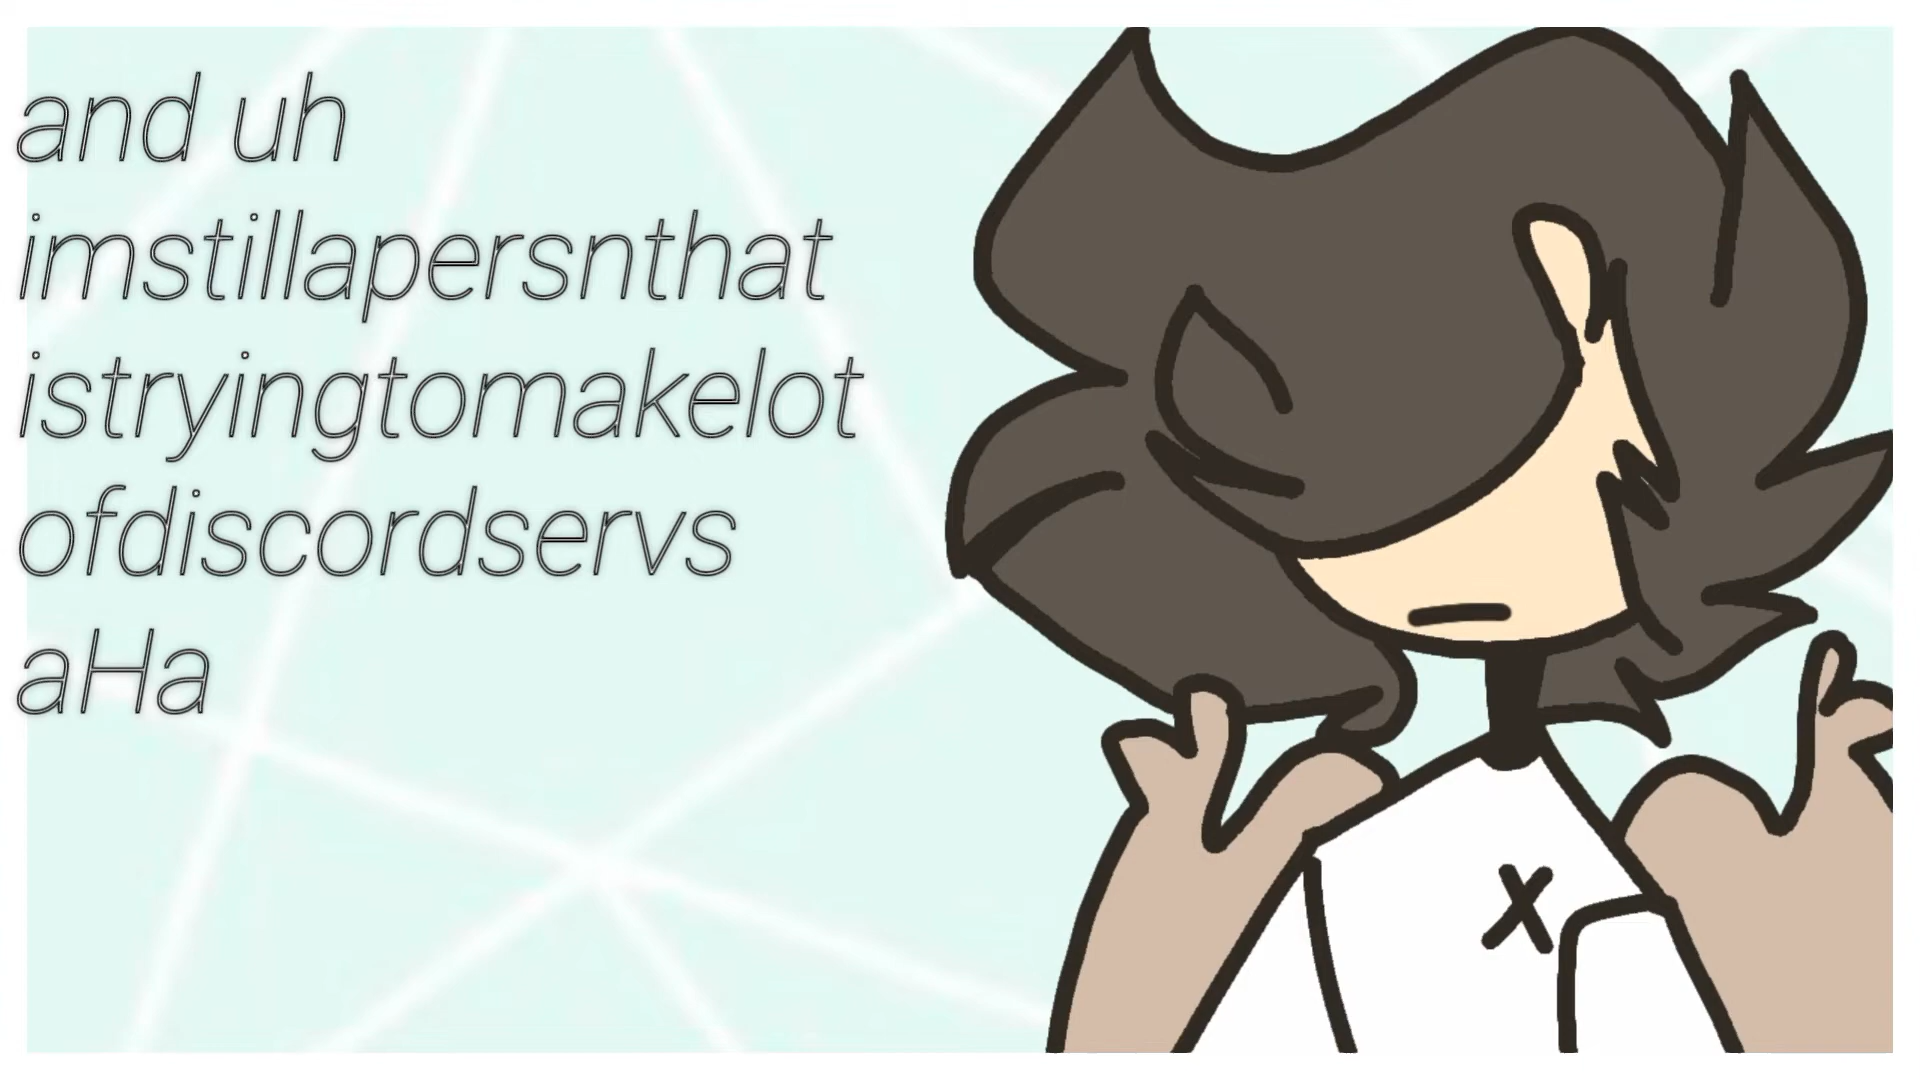 and uh
imstillapersnthat
istryingtomakelot
ofdiscordservs
aHa
X